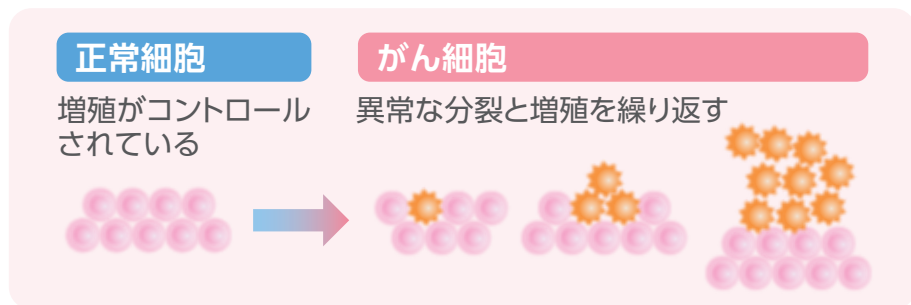 正常細胞
増殖がコントロール
されている
がん細胞
異常な分裂と増殖を繰り返す